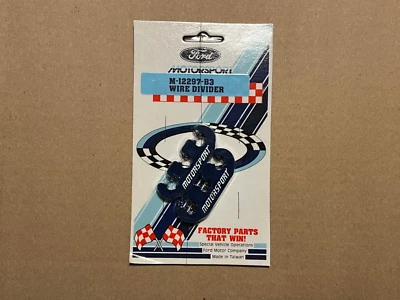 Ford
MOTORSPORT
M-12297-B3
WIRE DIVIDER
MOTORSPORT
MOTORSPORT
FACTORY PARTS
THAT WIN!
Special Vehicle Operations
Ford Motor Company
Made in Taiwan